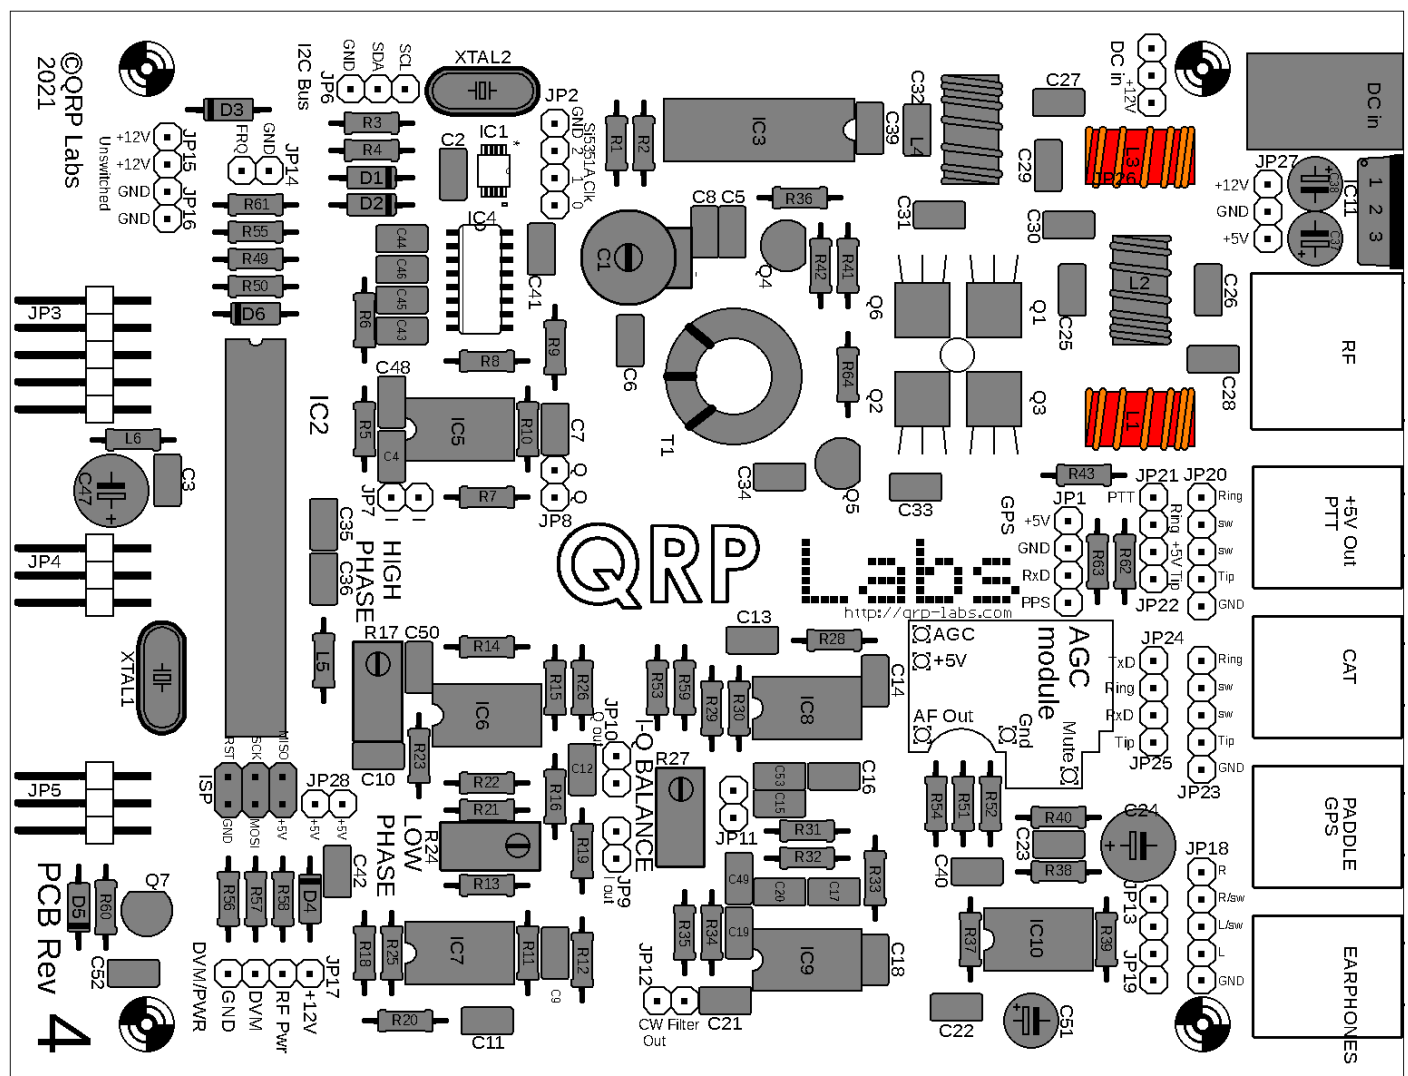 ©QRP Labs
2021
D3
+12V
+12V
GND
GND
Unswitched
JP15
JP16
FRQ
GND
JP14
R61
R55
R49
R50
D6
I2C Bus
GND
SDA
SCL
JP6
R3
R4
D1
D2
XTAL2
C2
IC1
*
JP2
GND
2
1
0
Si5351A Clk
R1
R2
IC3
C39
C32
L4
C27
C29
DC in
+12V
L3
JP26
DC in
JP27
+12V
GND
+5V
C38
C37
IC11
1
2
3
IC4
C44
C46
C45
C43
R6
C41
R8
R9
C1
C8
C5
R36
Q4
R42
R41
C31
C30
Q6
Q1
C25
L2
C26
C28
RF
JP3
C48
IC2
R5
C4
IC5
R10
C7
C6
T1
R64
Q2
Q3
L1
L6
C47
+
C3
JP7
I
I
R7
Q
Q
JP8
C34
Q5
C33
R43
JP21
JP20
PTT
Ring
+5V
Tip
JP22
Ring
sw
sw
Tip
GND
+5V Out
PTT
GPS
JP1
+5V
GND
RxD
PPS
R63
R62
JP4
C35
C36
HIGH
PHASE
QRP
Labs
http://qrp-labs.com
XTAL1
L5
R17
C50
R14
IC6
R15
R26
R23
C10
R22
R21
R16
C12
JP10
Q out
I-Q BALANCE
R53
R59
R29
R30
C13
R28
IC8
C14
AGC
+5V
AGC
module
AF Out
Gnd
Mute
JP24
TxD
Ring
RxD
Tip
JP25
Ring
sw
sw
Tip
GND
JP23
CAT
JP5
RST
SCK
MISO
ISP
GND
MOSI
+5V
JP28
+5V
+5V
LOW
PHASE
R24
R19
R13
JP9
I out
R27
JP11
C53
C15
C16
R31
R32
C49
C20
C17
R33
R54
R51
R52
R40
C23
R38
C24
+
C40
PADDLE
GPS
JP18
R
R/sw
L/sw
L
GND
JP13
JP19
EARPHONES
PCB Rev
4
D5
R60
Q7
C52
R56
R57
R58
D4
C42
DVM/PWR
GND
DVM
RF Pwr
+12V
JP17
R18
R25
IC7
R11
C9
R12
R20
C11
R35
R34
C19
IC9
C18
JP12
CW Filter
Out
C21
R37
IC10
R39
C22
+
C51